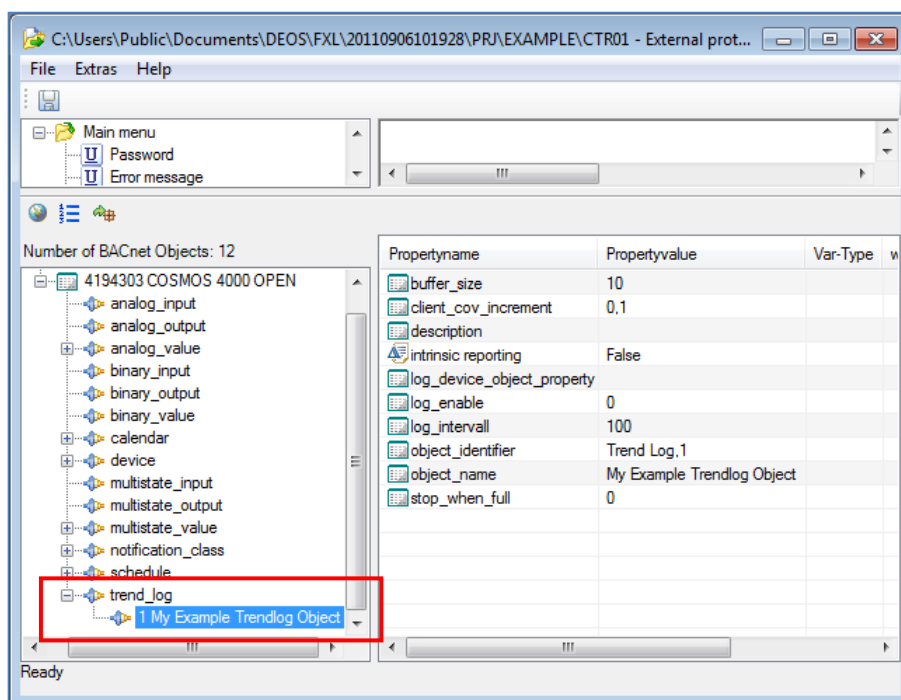 C:\Users\Public\Documents\DEOS\FXL\20110906101928\PRJ\EXAMPLE\CTR01 - External prot...
File Extras Help
Main menu
Password
Error message
Number of BACnet Objects: 12
4194303 COSMOS 4000 OPEN
analog_input
analog_output
analog_value
binary_input
binary_output
binary_value
calendar
device
multistate_input
multistate_output
multistate_value
notification_class
schedule
trend_log
1 My Example Trendlog Object
Propertyname Propertyvalue Var-Type w
buffer_size 10
client_cov_increment 0,1
description
intrinsic reporting False
log_device_object_property
log_enable 0
log_intervall 100
object_identifier Trend Log,1
object_name My Example Trendlog Object
stop_when_full 0
Ready